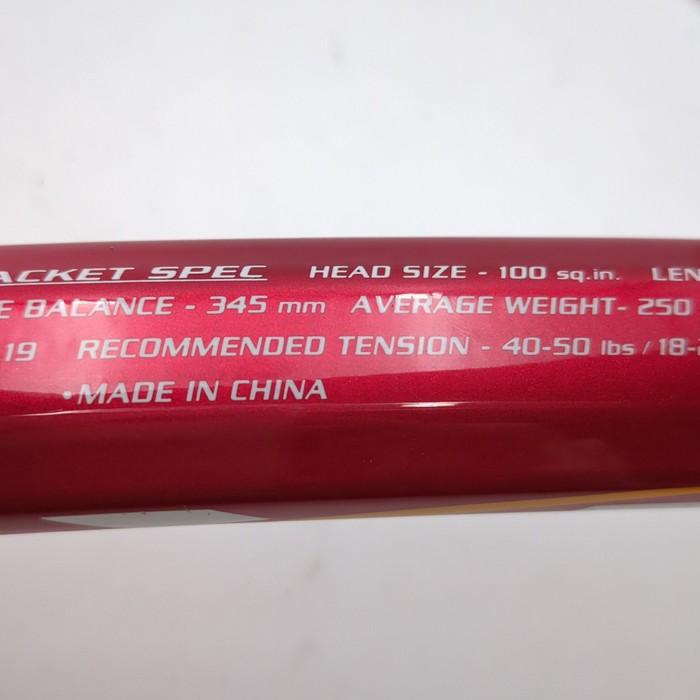 ACKET SPEC HEAD SIZE - 100 sq.in. LEN
E BALANCE - 345 mm AVERAGE WEIGHT- 250
19 RECOMMENDED TENSION - 40-50 lbs / 18-
•MADE IN CHINA